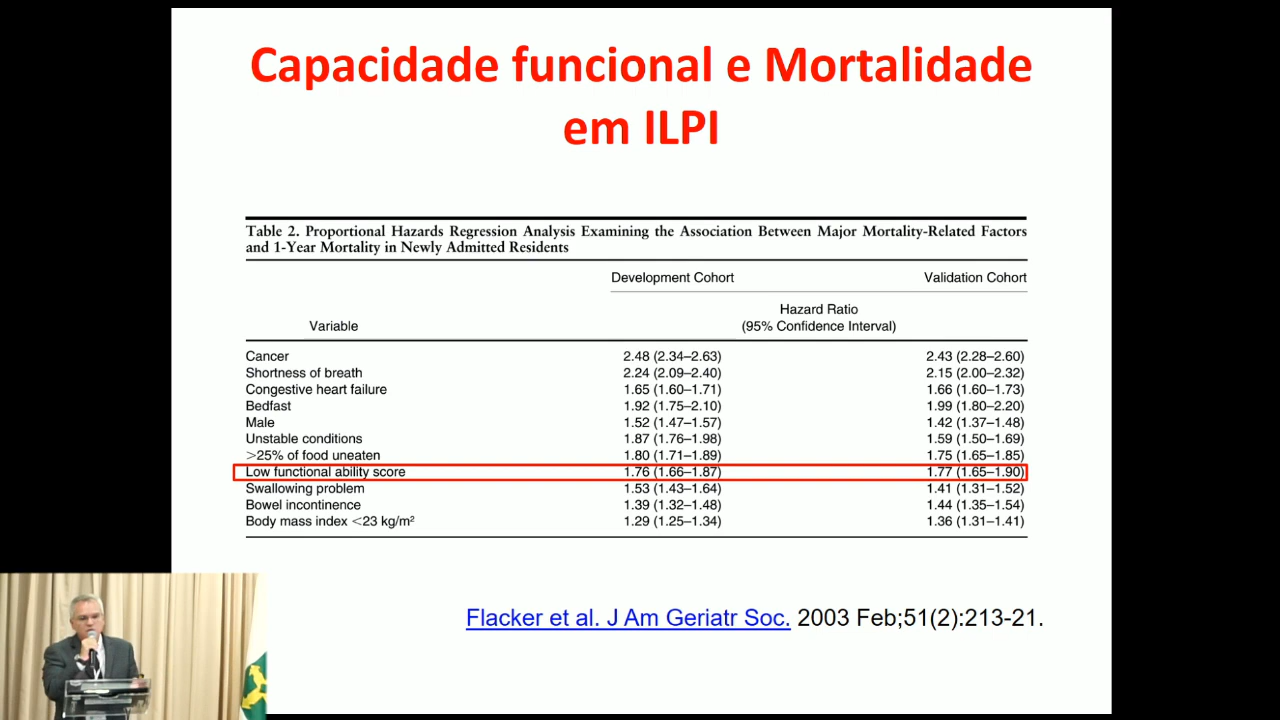 Capacidade funcional e Mortalidade
em ILPI
Table 2. Proportional Hazards Regression Analysis Examining the Association Between Major Mortality-Related Factors
and 1-Year Mortality in Newly Admitted Residents
Development Cohort Validation Cohort
Hazard Ratio
Variable (95% Confidence Interval)
Cancer 2.48 (2.34–2.63) 2.43 (2.28–2.60)
Shortness of breath 2.24 (2.09–2.40) 2.15 (2.00–2.32)
Congestive heart failure 1.65 (1.60–1.71) 1.66 (1.60–1.73)
Bedfast 1.92 (1.75–2.10) 1.99 (1.80–2.20)
Male 1.52 (1.47–1.57) 1.42 (1.37–1.48)
Unstable conditions 1.87 (1.76–1.98) 1.59 (1.50–1.69)
>25% of food uneaten 1.80 (1.71–1.89) 1.75 (1.65–1.85)
Low functional ability score 1.76 (1.66–1.87) 1.77 (1.65–1.90)
Swallowing problem 1.53 (1.43–1.64) 1.41 (1.31–1.52)
Bowel incontinence 1.39 (1.32–1.48) 1.44 (1.35–1.54)
Body mass index <23 kg/m² 1.29 (1.25–1.34) 1.36 (1.31–1.41)
Flacker et al. J Am Geriatr Soc. 2003 Feb;51(2):213-21.